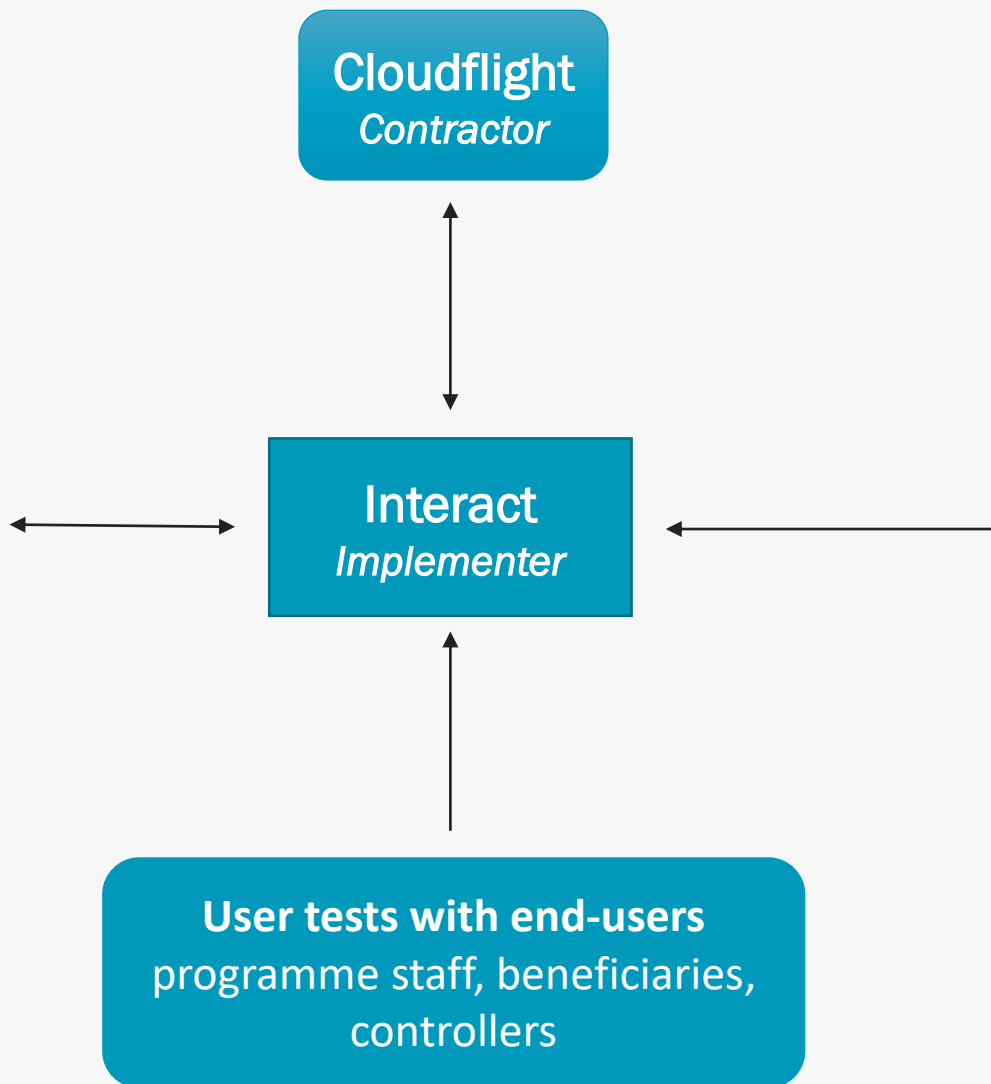 Cloudflight
Contractor
Interact
Implementer
User tests with end-users
programme staff, beneficiaries,
controllers